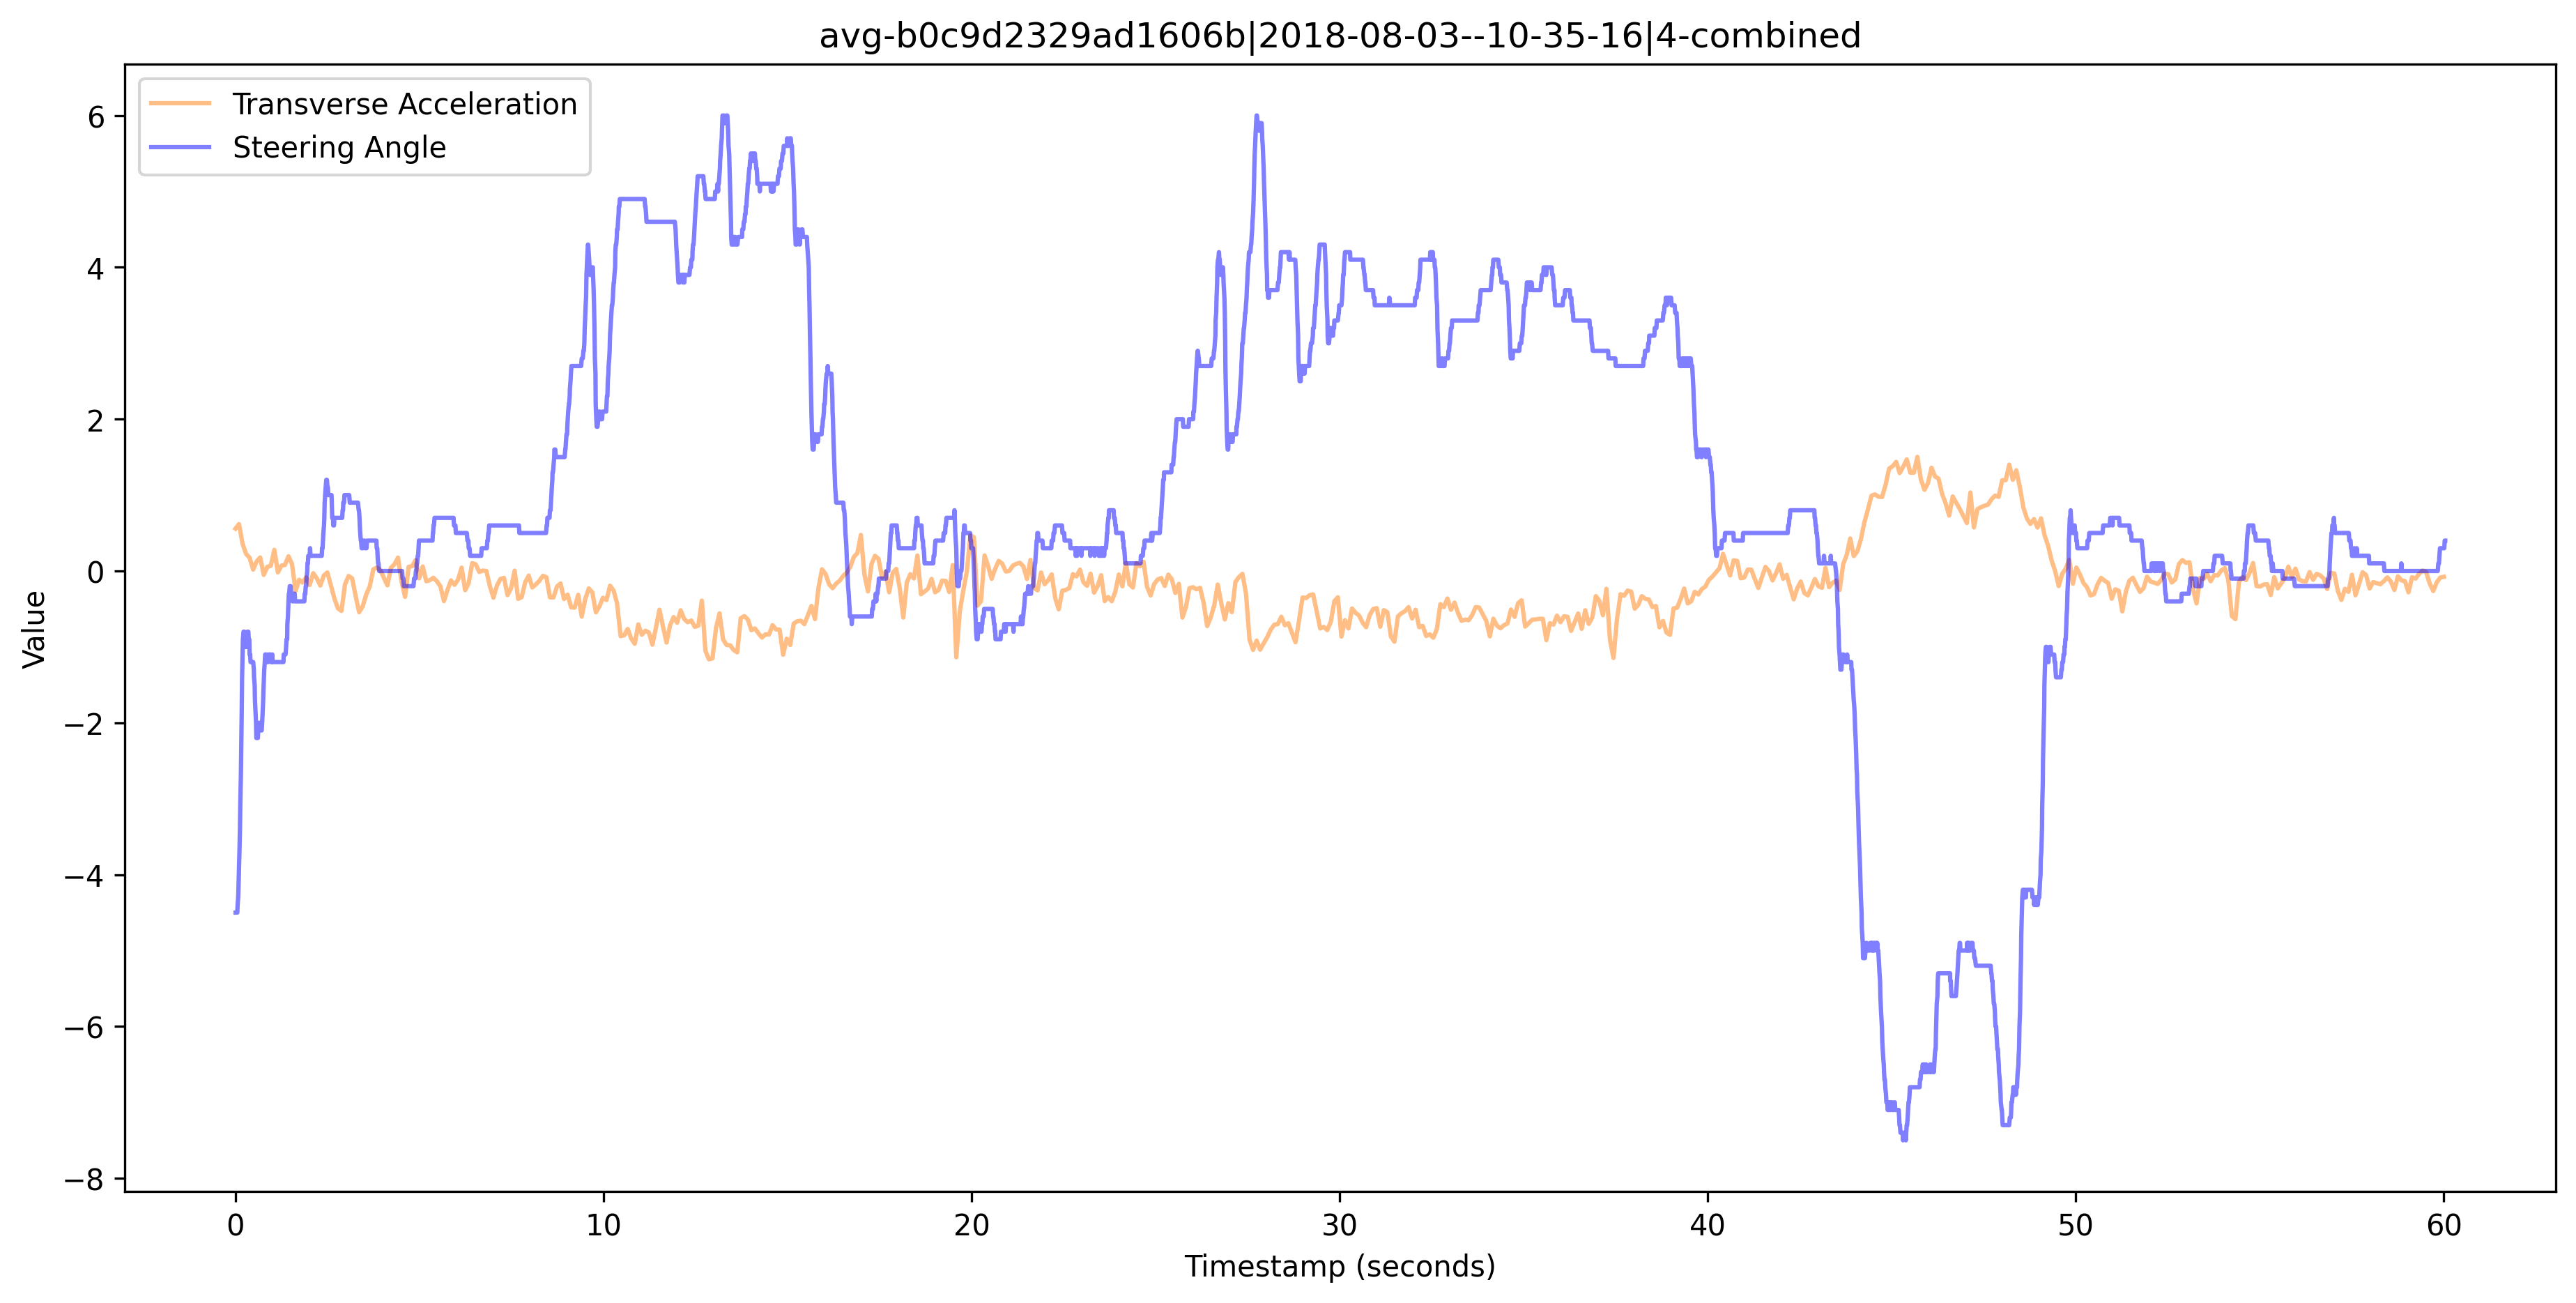 avg-b0c9d2329ad1606b|2018-08-03--10-35-16|4-combined
Transverse Acceleration
Steering Angle
Value
6
4
2
0
−2
−4
−6
−8
0 10 20 30 40 50 60
Timestamp (seconds)